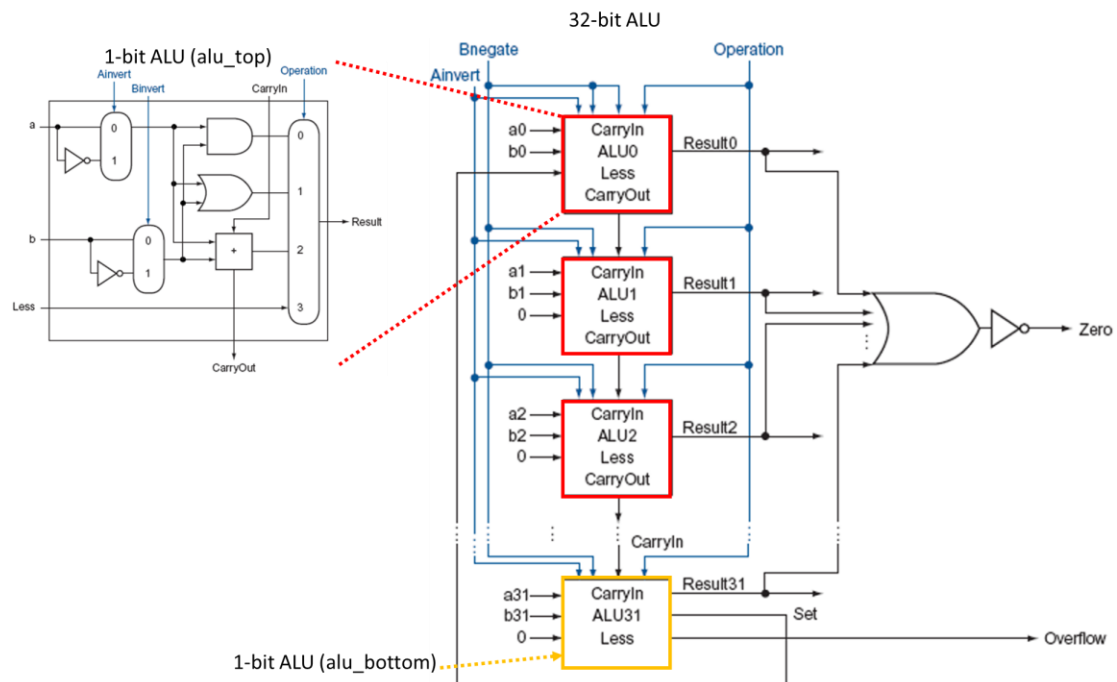 32-bit ALU
1-bit ALU (alu_top)
Ainvert
Binvert
Operation
CarryIn
a
0
1
b
0
1
+
0
1
2
3
Less
Result
CarryOut
Bnegate
Ainvert
Operation
a0
b0
CarryIn
ALU0
Less
CarryOut
Result0
a1
b1
0
CarryIn
ALU1
Less
CarryOut
Result1
a2
b2
0
CarryIn
ALU2
Less
CarryOut
Result2
Zero
CarryIn
a31
b31
0
CarryIn
ALU31
Less
Result31
Set
Overflow
1-bit ALU (alu_bottom)